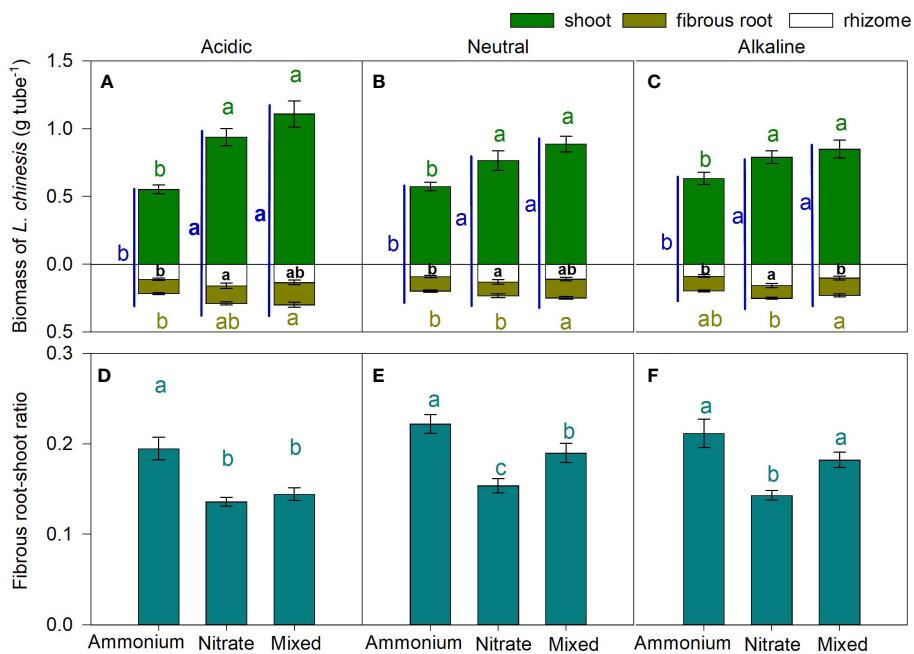 shoot fibrous root rhizome
Acidic Neutral Alkaline
Biomass of L. chinesis (g tube-1)
1.5
1.0
0.5
0.0
0.5
A
b a a
b a a
b a ab
b ab a
B
b a a
b a a
b a ab
b b a
C
b a a
b a a
b a b
ab b a
Fibrous root-shoot ratio
0.3
0.2
0.1
0.0
D
a b b
E
a c b
F
a b a
Ammonium Nitrate Mixed Ammonium Nitrate Mixed Ammonium Nitrate Mixed